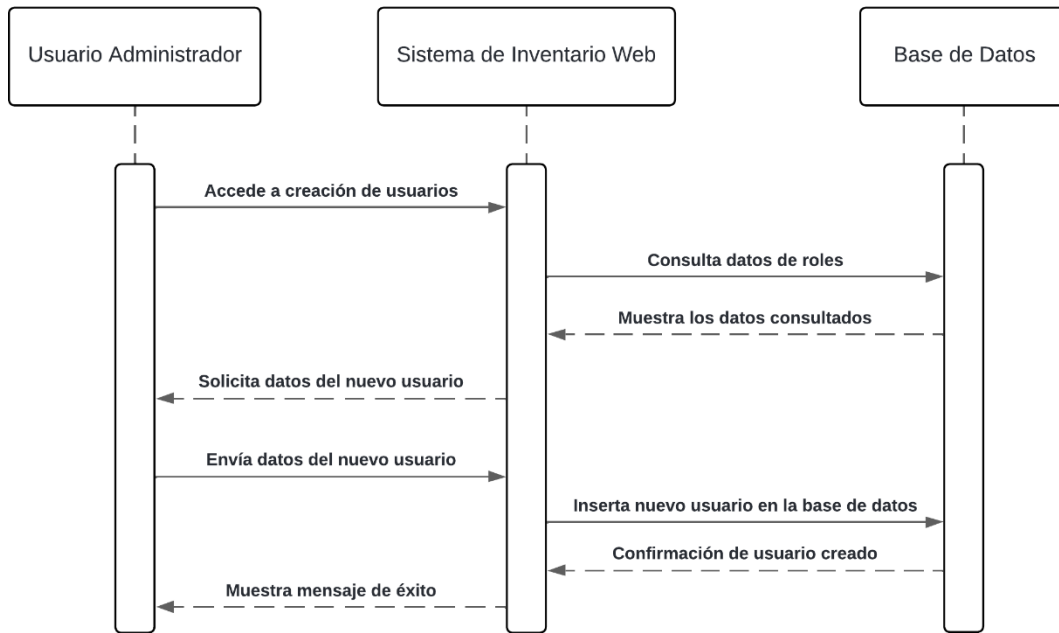 Usuario Administrador
Sistema de Inventario Web
Base de Datos
Accede a creación de usuarios
Consulta datos de roles
Muestra los datos consultados
Solicita datos del nuevo usuario
Envía datos del nuevo usuario
Inserta nuevo usuario en la base de datos
Confirmación de usuario creado
Muestra mensaje de éxito